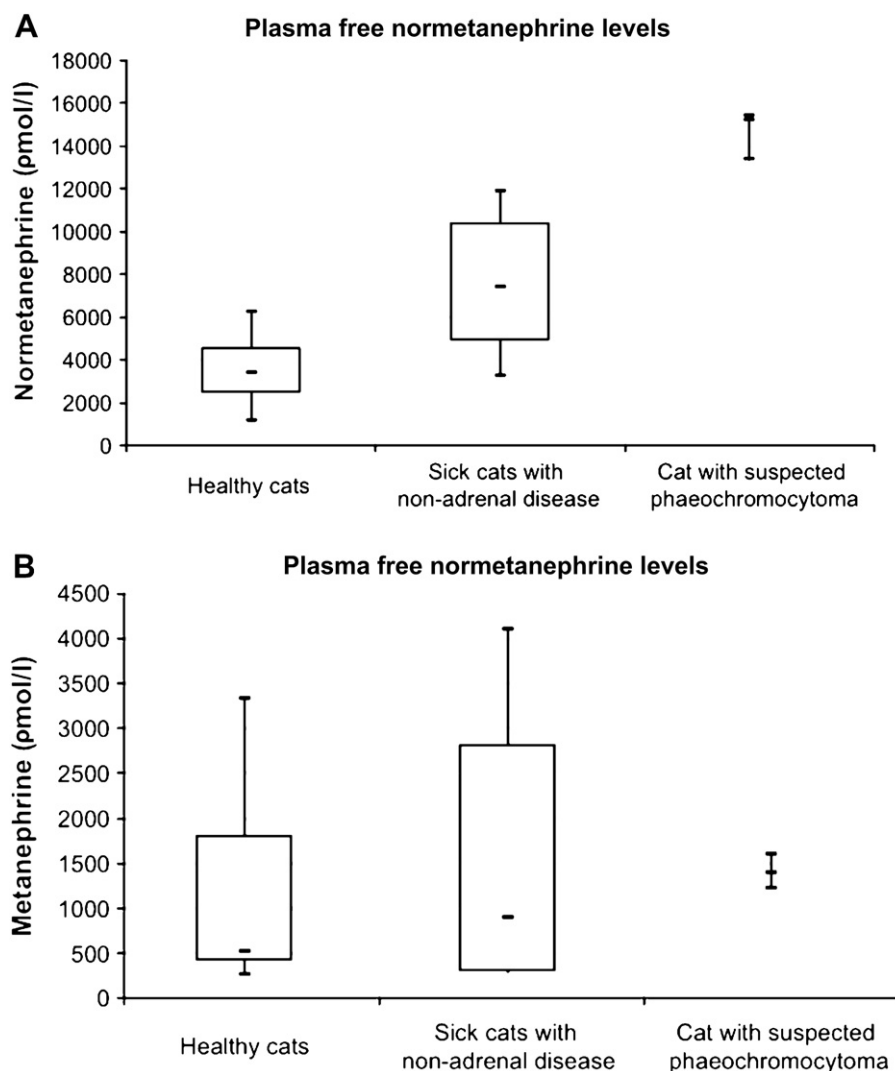 A
Plasma free normetanephrine levels
Normetanephrine (ρmol/l)
18000
16000
14000
12000
10000
8000
6000
4000
2000
0
Healthy cats
Sick cats with
non-adrenal disease
Cat with suspected
phaeochromocytoma
B
Plasma free normetanephrine levels
Metanephrine (ρmol/l)
4500
4000
3500
3000
2500
2000
1500
1000
500
0
Healthy cats
Sick cats with
non-adrenal disease
Cat with suspected
phaeochromocytoma